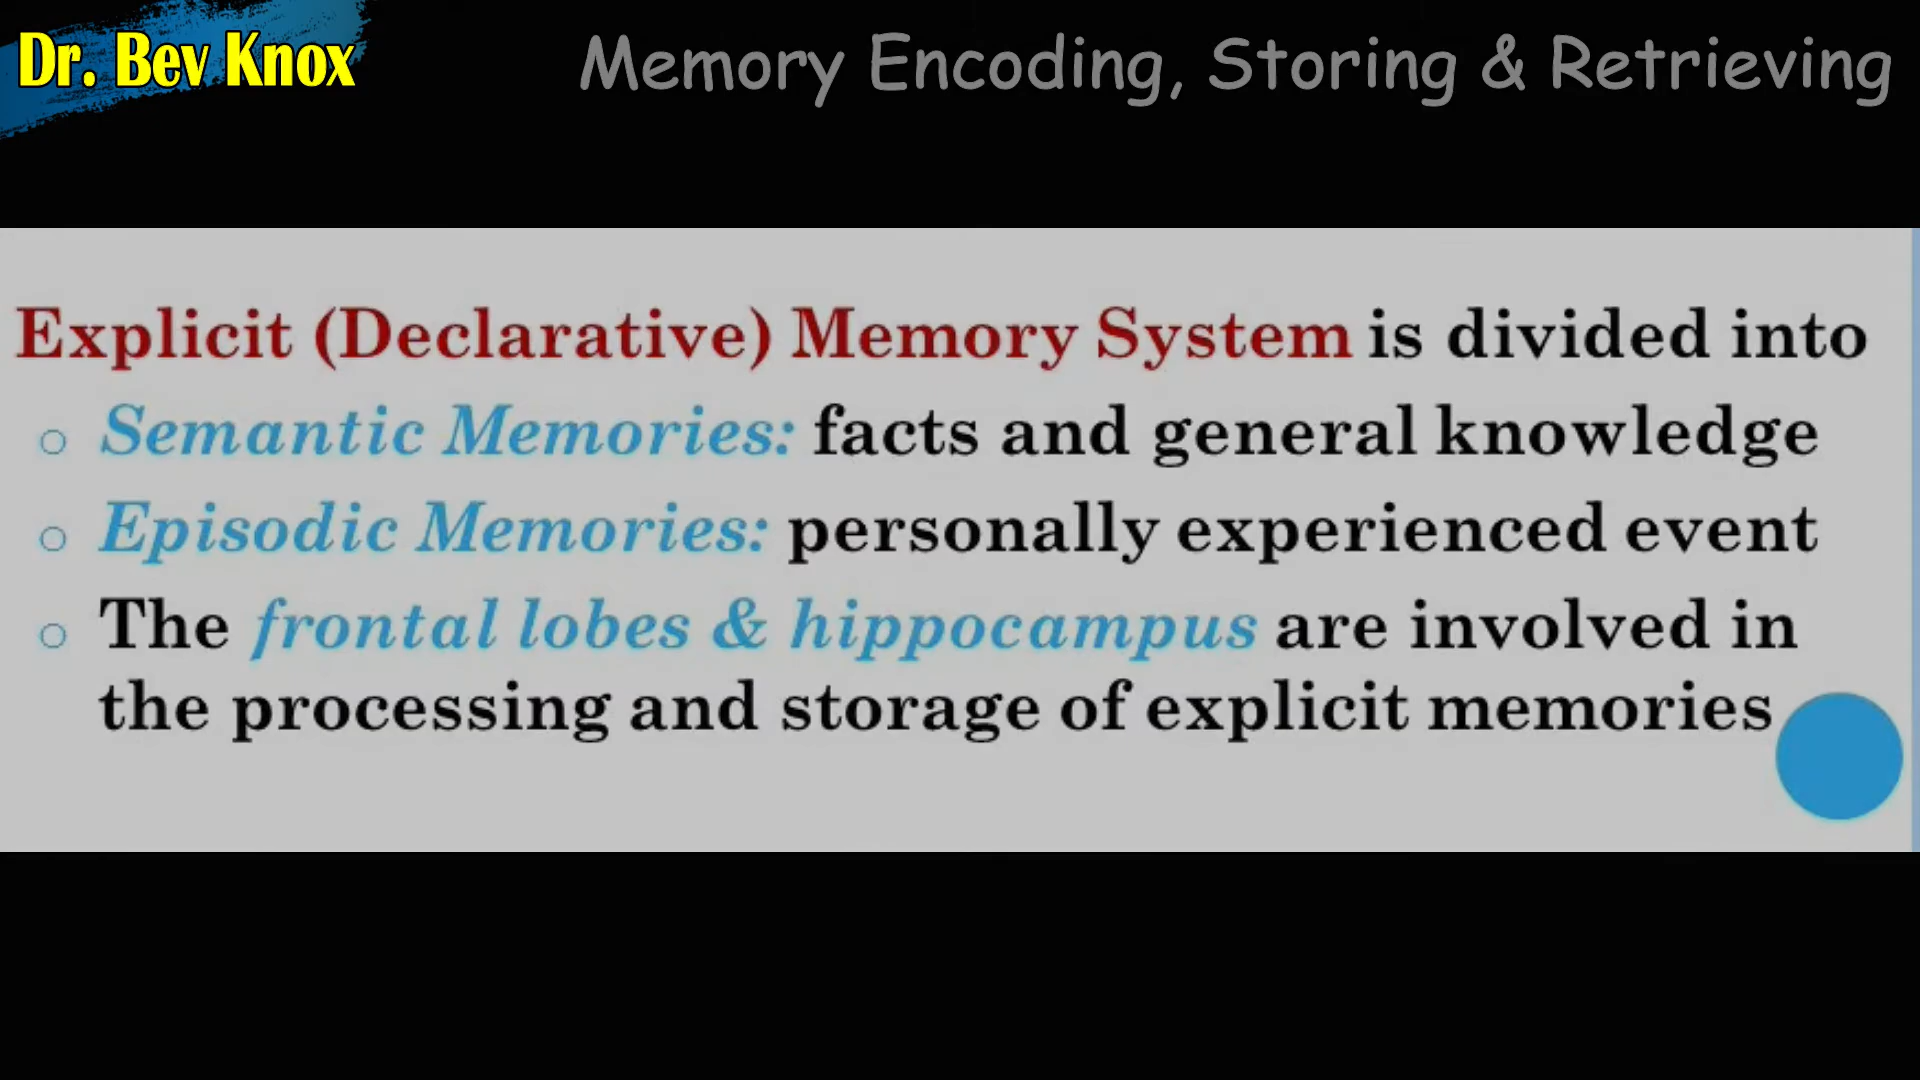 Dr. Bev Knox
Memory Encoding, Storing & Retrieving
Explicit (Declarative) Memory System is divided into
Semantic Memories: facts and general knowledge
Episodic Memories: personally experienced event
The frontal lobes & hippocampus are involved in
the processing and storage of explicit memories